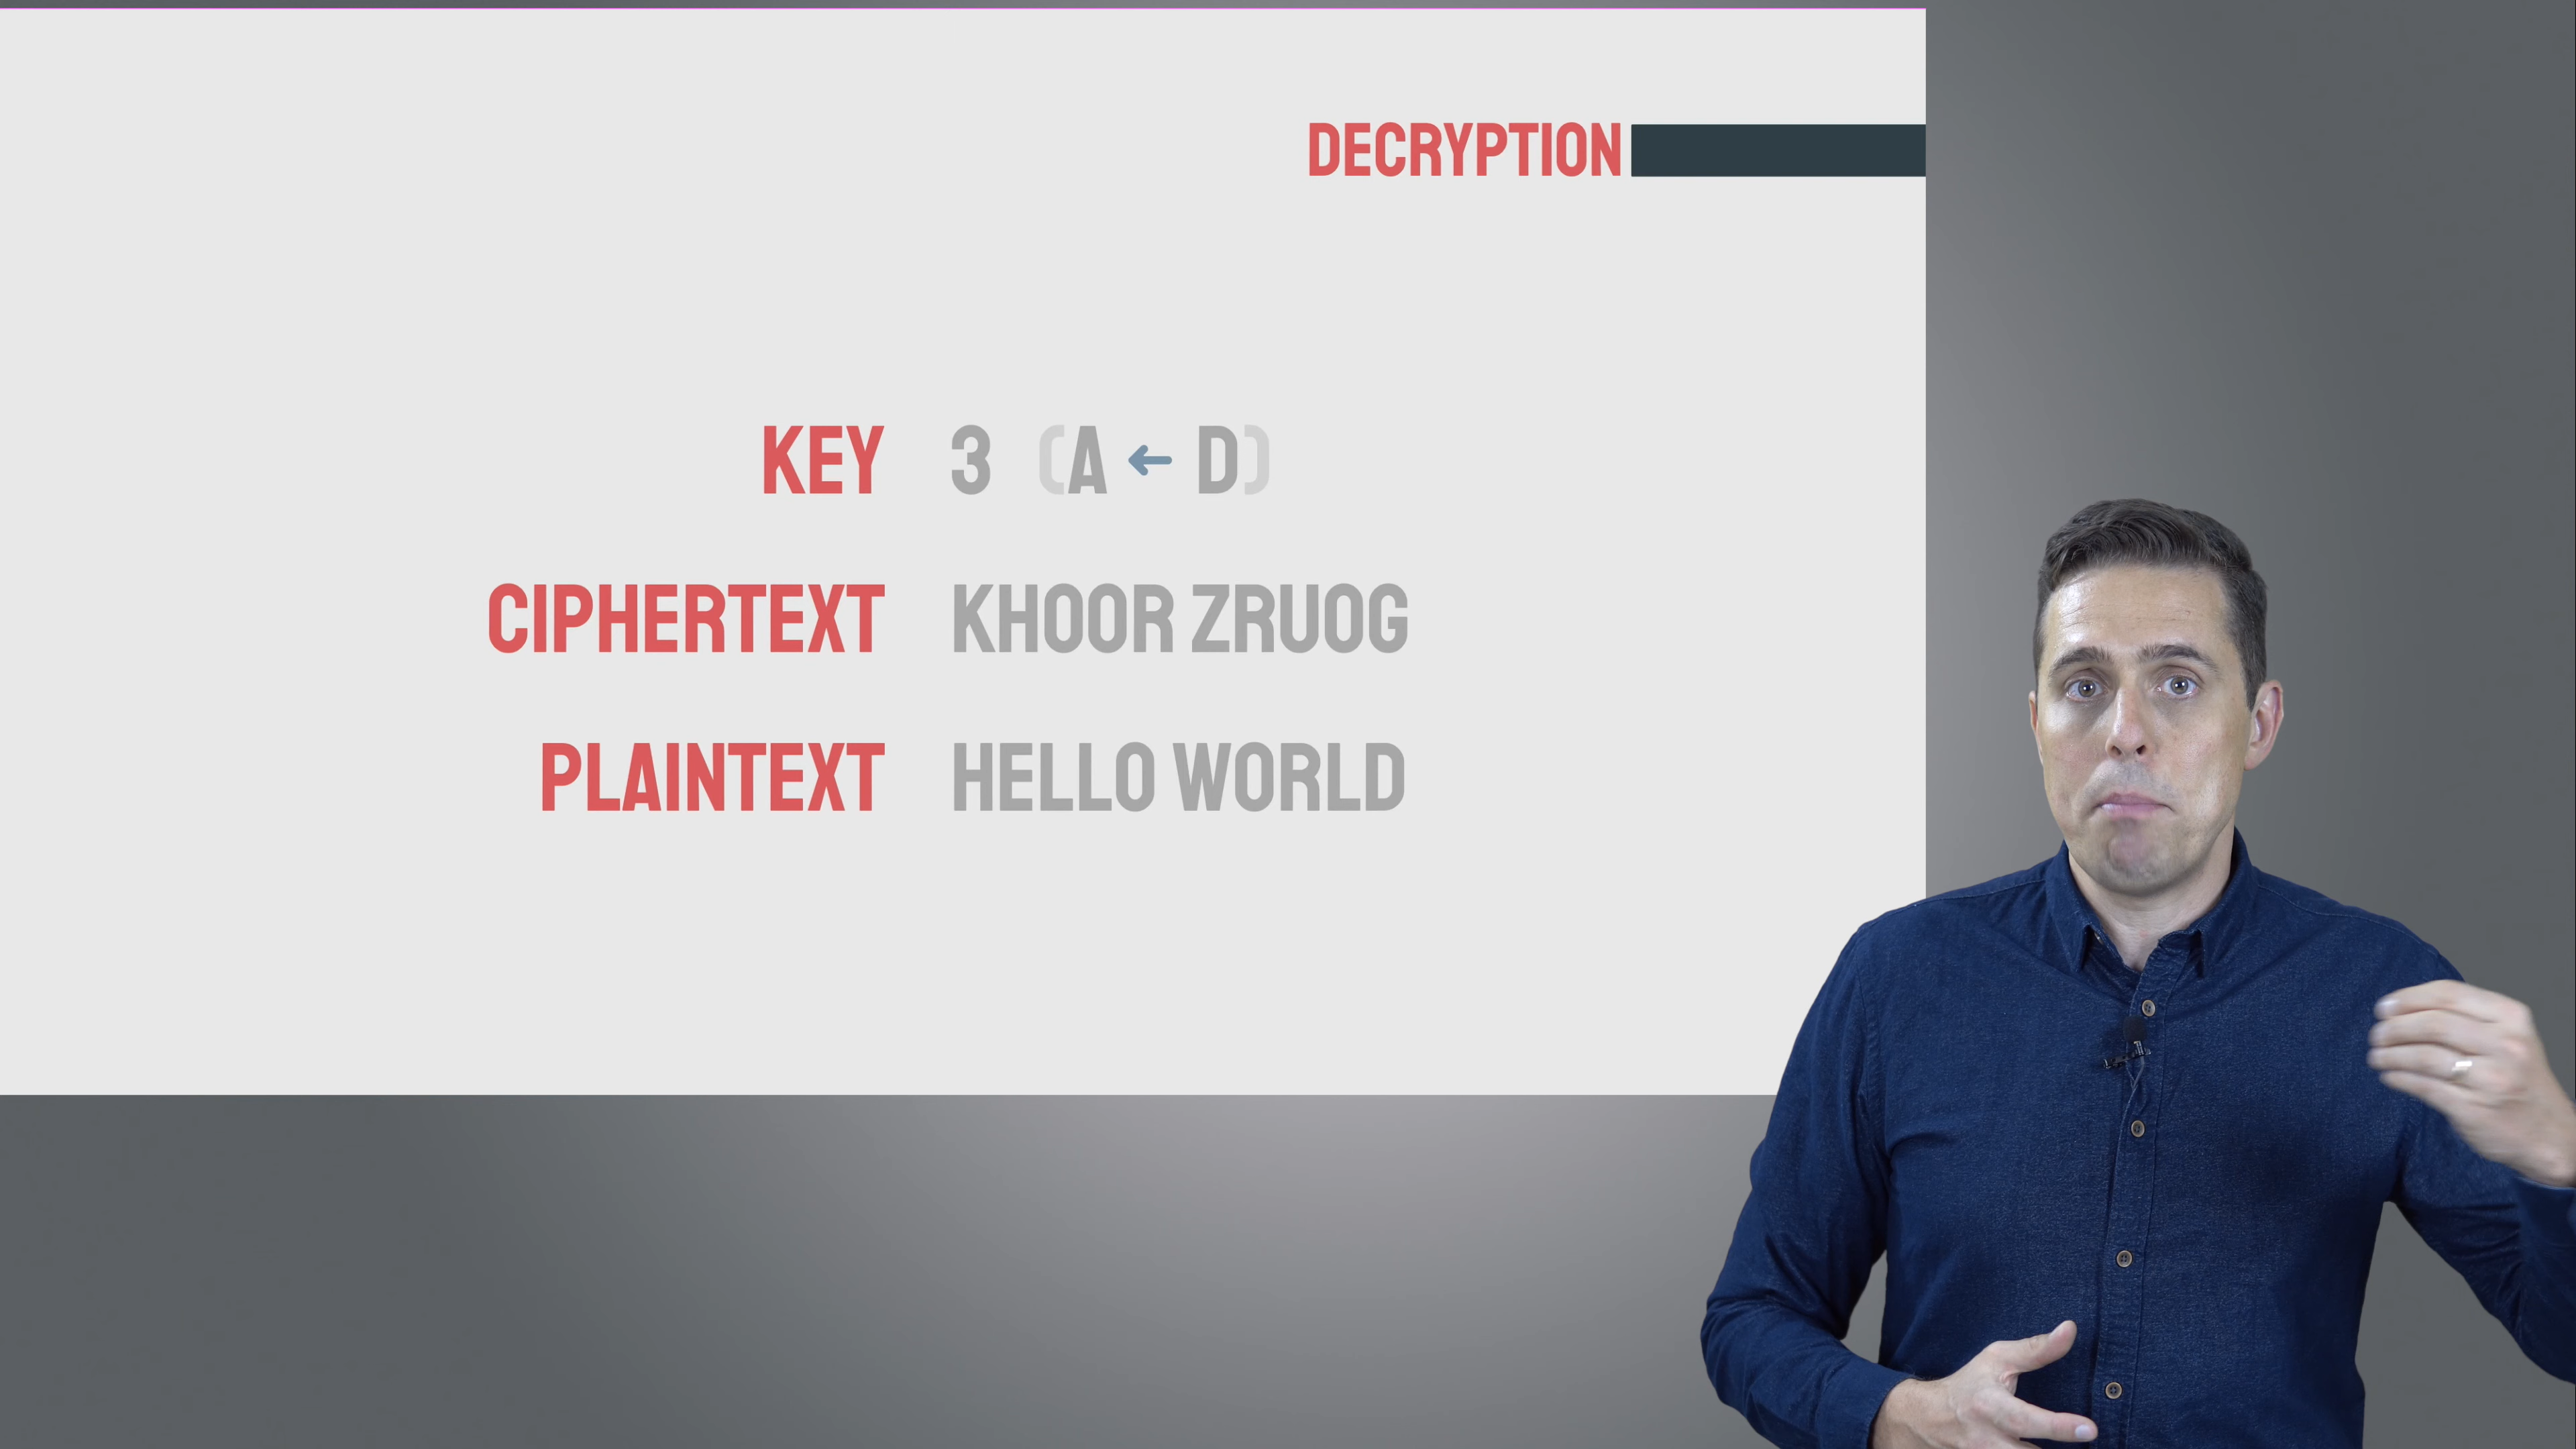 DECRYPTION
KEY 3 (A ← D)
CIPHERTEXT KHOOR ZRUOG
PLAINTEXT HELLO WORLD